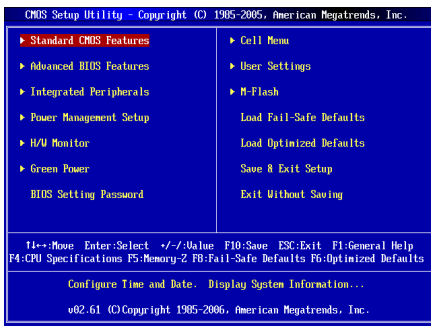 CMOS Setup Utility - Copyright (C) 1985-2005, American Megatrends, Inc.
Standard CMOS Features
Advanced BIOS Features
Integrated Peripherals
Power Management Setup
H/W Monitor
Green Power
BIOS Setting Password
Cell Menu
User Settings
M-Flash
Load Fail-Safe Defaults
Load Optimized Defaults
Save & Exit Setup
Exit Without Saving
↑↓←→:Move Enter:Select +/-/:Value F10:Save ESC:Exit F1:General Help
F4:CPU Specifications F5:Memory-Z F8:Fail-Safe Defaults F6:Optimized Defaults
Configure Time and Date. Display System Information...
v02.61 (C)Copyright 1985-2006, American Megatrends, Inc.